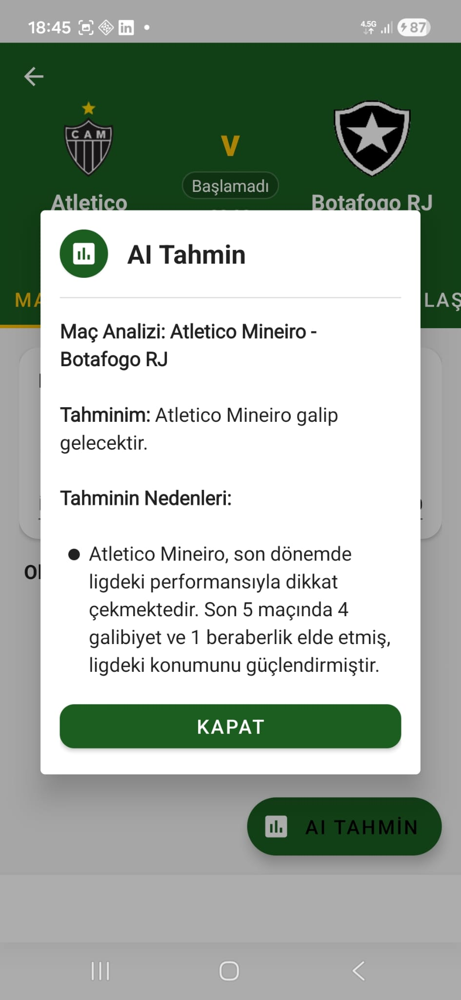 18:45
in
4.5G
87
CAM
V
Başlamadı
Atletico
Botafogo RJ
AI Tahmin
MA
LAŞ
Maç Analizi: Atletico Mineiro -
Botafogo RJ
Tahminim: Atletico Mineiro galip
gelecektir.
Tahminin Nedenleri:
● Atletico Mineiro, son dönemde
ligdeki performansıyla dikkat
çekmektedir. Son 5 maçında 4
galibiyet ve 1 beraberlik elde etmiş,
ligdeki konumunu güçlendirmiştir.
KAPAT
AI TAHMİN